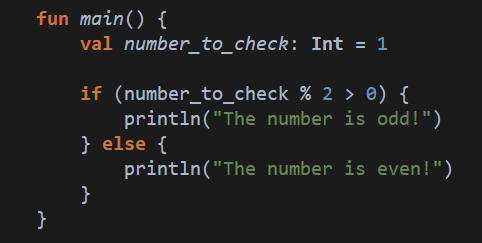 fun main() {
    val number_to_check: Int = 1

    if (number_to_check % 2 > 0) {
        println("The number is odd!")
    } else {
        println("The number is even!")
    }
}